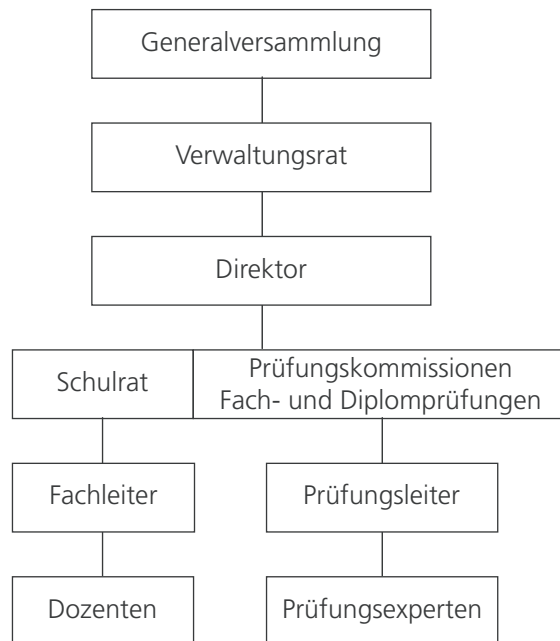 Generalversammlung
Verwaltungsrat
Direktor
Schulrat
Prüfungskommissionen
Fach- und Diplomprüfungen
Fachleiter
Prüfungsleiter
Dozenten
Prüfungsexperten